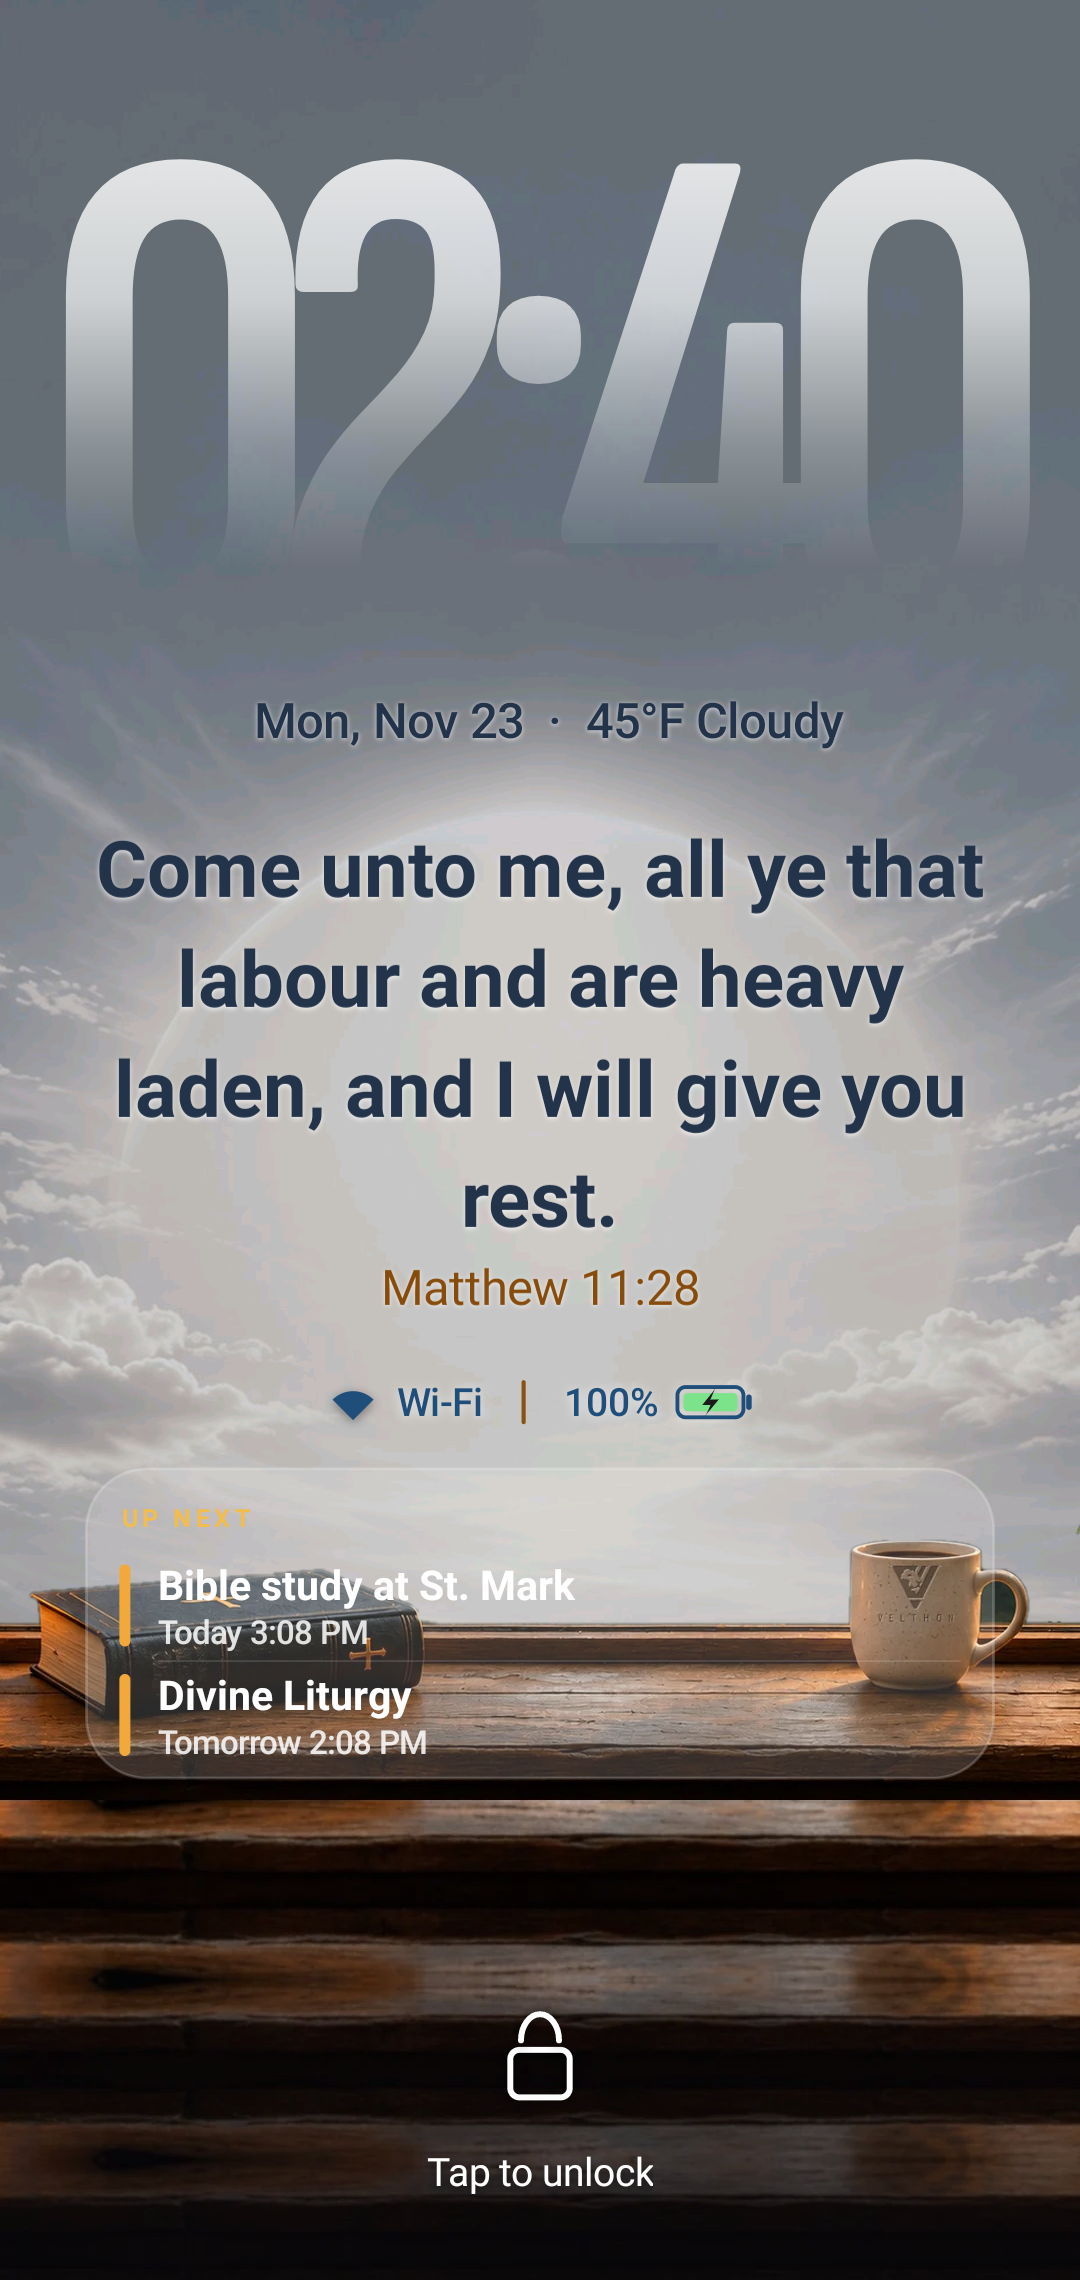 02:40
Mon, Nov 23 · 45°F Cloudy
Come unto me, all ye that
labour and are heavy
laden, and I will give you
rest.
Matthew 11:28
Wi-Fi | 100%
UP NEXT
Bible study at St. Mark
Today 3:08 PM
Divine Liturgy
Tomorrow 2:08 PM
VELTHON
Tap to unlock